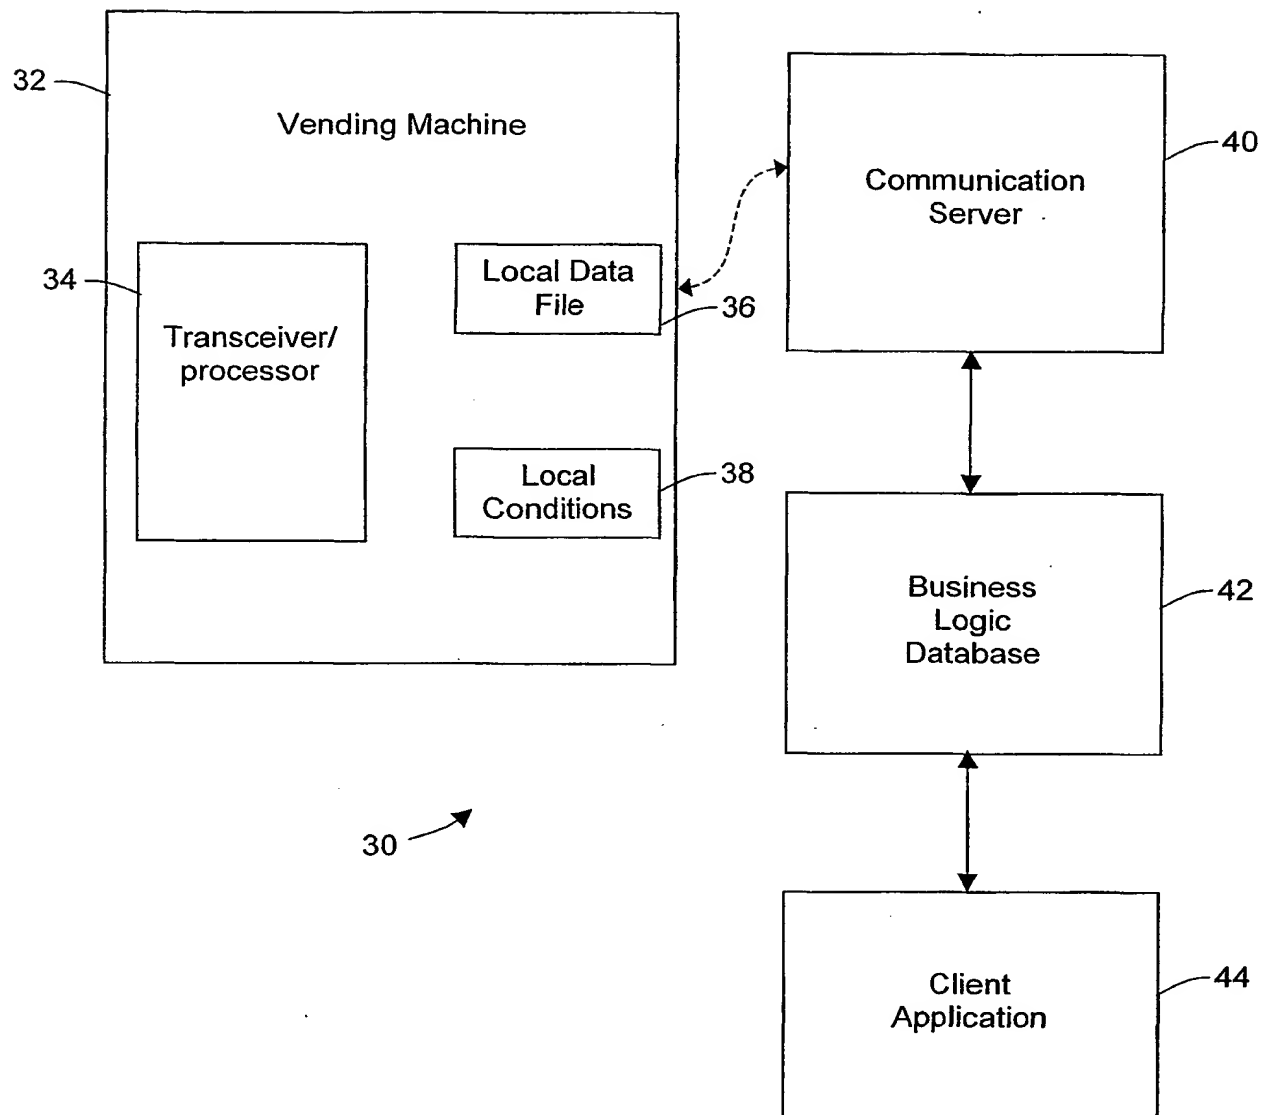 32
Vending Machine
34
Transceiver/
processor
Local Data
File
36
Local
Conditions
38
30
Communication
Server
40
Business
Logic
Database
42
Client
Application
44